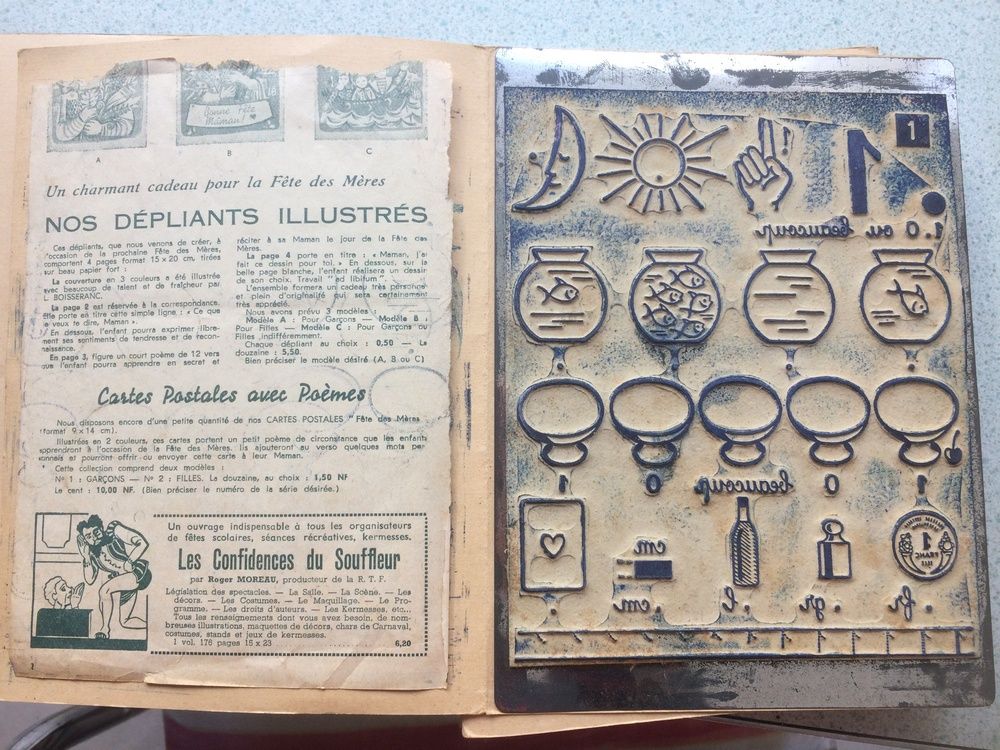 Bonne Fête
Maman!
A
B
C
Un charmant cadeau pour la Fête des Mères
NOS DÉPLIANTS ILLUSTRÉS
Ces dépliants, que nous venons de créer, à
l'occasion de la prochaine Fête des Mères,
comportent 4 pages format 15 x 20 cm, tirées
sur beau papier fort :
La couverture en 3 couleurs a été illustrée
avec beaucoup de talent et de fraîcheur par
L. BOISSERANC.
La page 2 est réservée à la correspondance.
Elle porte en titre cette simple ligne : « Ce que
je veux te dire, Maman ».
En dessous, l'enfant pourra exprimer libre-
ment ses sentiments de tendresse et de recon-
naissance.
En page 3, figure un court poème de 12 vers
que l'enfant pourra apprendre en secret et
réciter à sa Maman le jour de la Fête des
Mères.
La page 4 porte en titre : « Maman, j'ai
fait ce dessin pour toi. » En dessous, sur la
belle page blanche, l'enfant réalisera un dessin
de son choix. Travail "ad libitum".
L'ensemble formera un cadeau très personnel
et plein d'originalité qui sera certainement
très apprécié.
Nous avons prévu 3 modèles :
Modèle A : Pour Garçons — Modèle B :
Pour Filles — Modèle C : Pour Garçons ou
Filles indifféremment.
Chaque dépliant au choix : 0,50 — La
douzaine : 5,50.
Bien préciser le modèle désiré (A, B ou C)
Cartes Postales avec Poèmes
Nous disposons encore d'une petite quantité de nos CARTES POSTALES "Fête des Mères
(format 9 x 14 cm).
Illustrées en 2 couleurs, ces cartes portent un petit poème de circonstance que les enfants
apprendront à l'occasion de la Fête des Mères. Ils ajouteront au verso quelques mots per-
sonnels et pourront offrir ou envoyer cette carte à leur Maman.
Cette collection comprend deux modèles :
N° 1 : GARÇONS — N° 2 : FILLES. La douzaine, au choix : 1,50 NF
Le cent : 10,00 NF. (Bien préciser le numéro de la série désirée.)
Un ouvrage indispensable à tous les organisateurs
de fêtes scolaires, séances récréatives, kermesses.
Les Confidences du Souffleur
par Roger MOREAU, producteur de la R. T. F.
Législation des spectacles. — La Salle. — La Scène. — Les
décors. — Les Costumes. — Le Maquillage. — Le Pro-
gramme. — Les droits d'auteurs. — Les Kermesses, etc...
Tous les renseignements dont vous avez besoin, de nom-
breuses illustrations, maquettes de décors, chars de Carnaval,
costumes, stands et jeux de kermesses.
1 vol. 176 pages 15 x 23 .......... 6,20
1
1
1. 0 ou beaucoup.
1 0 beaucoup 0 1
1 FRANC
cm
. cm . l . gr . fr